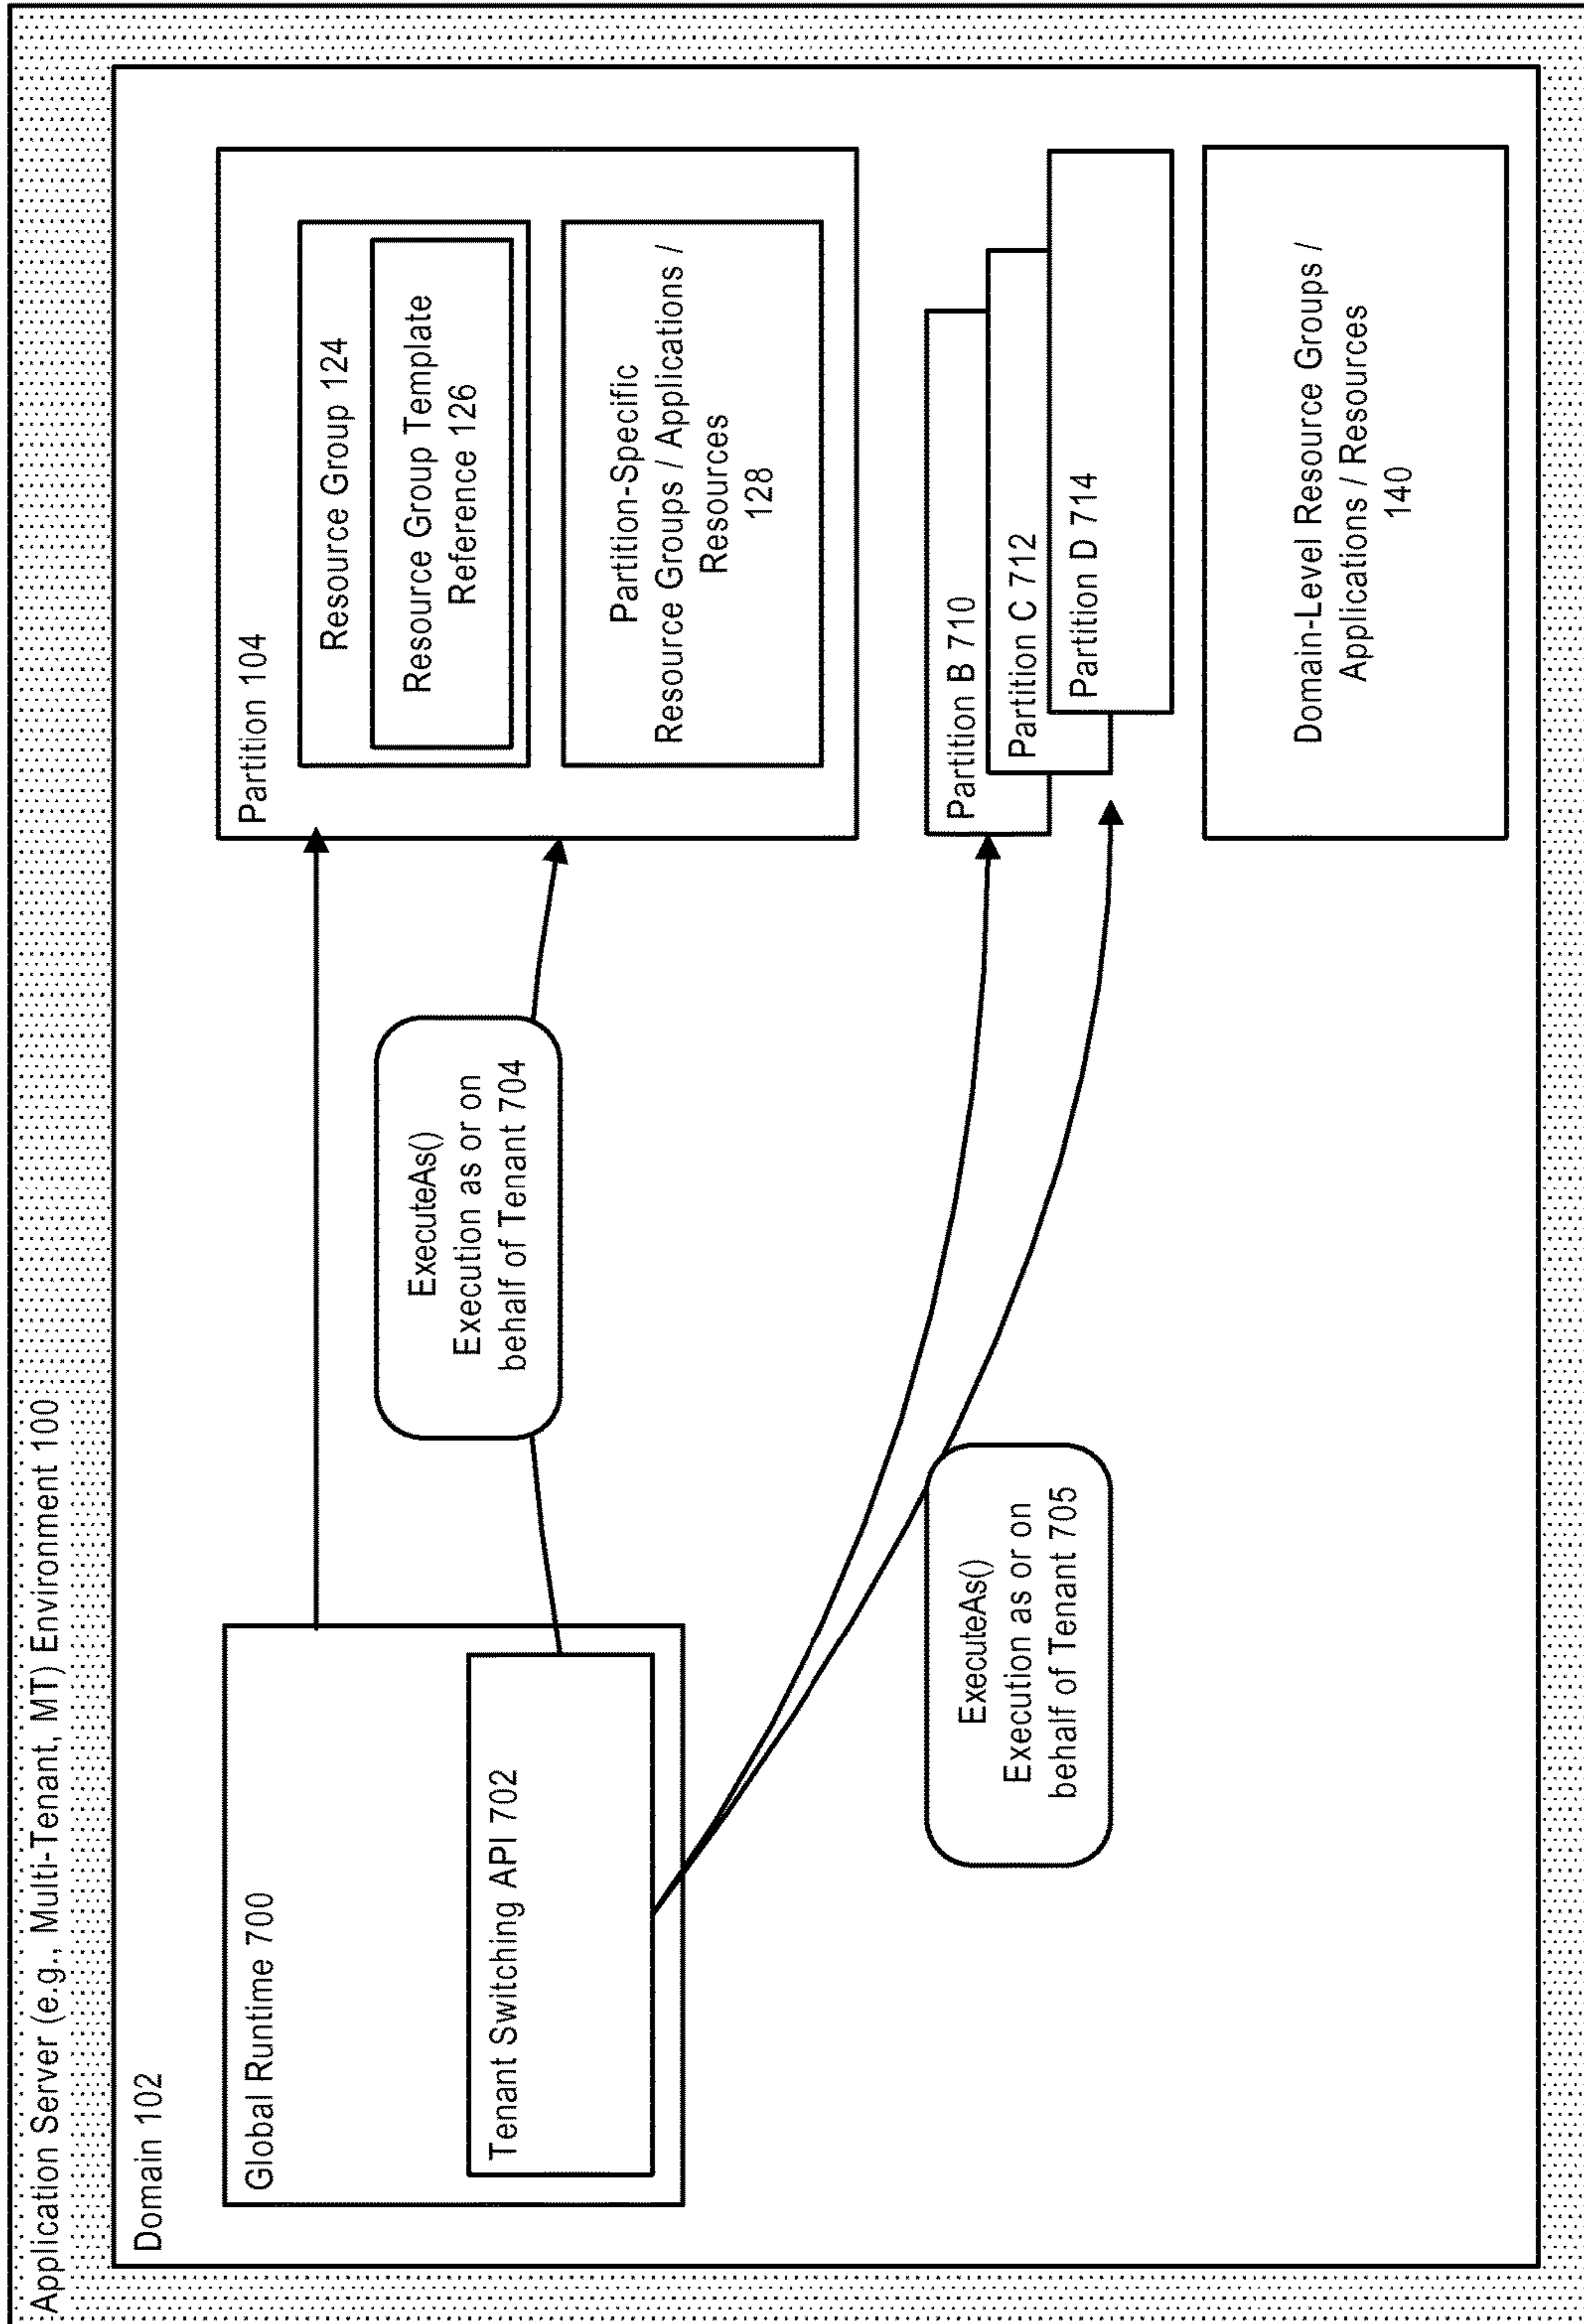 Application Server (e.g., Multi-Tenant, MT) Environment 100
Domain 102
Global Runtime 700
Tenant Switching API 702
ExecuteAs()
Execution as or on
behalf of Tenant 704
ExecuteAs()
Execution as or on
behalf of Tenant 705
Partition 104
Resource Group 124
Resource Group Template
Reference 126
Partition-Specific
Resource Groups / Applications /
Resources
128
Partition B 710
Partition C 712
Partition D 714
Domain-Level Resource Groups /
Applications / Resources
140